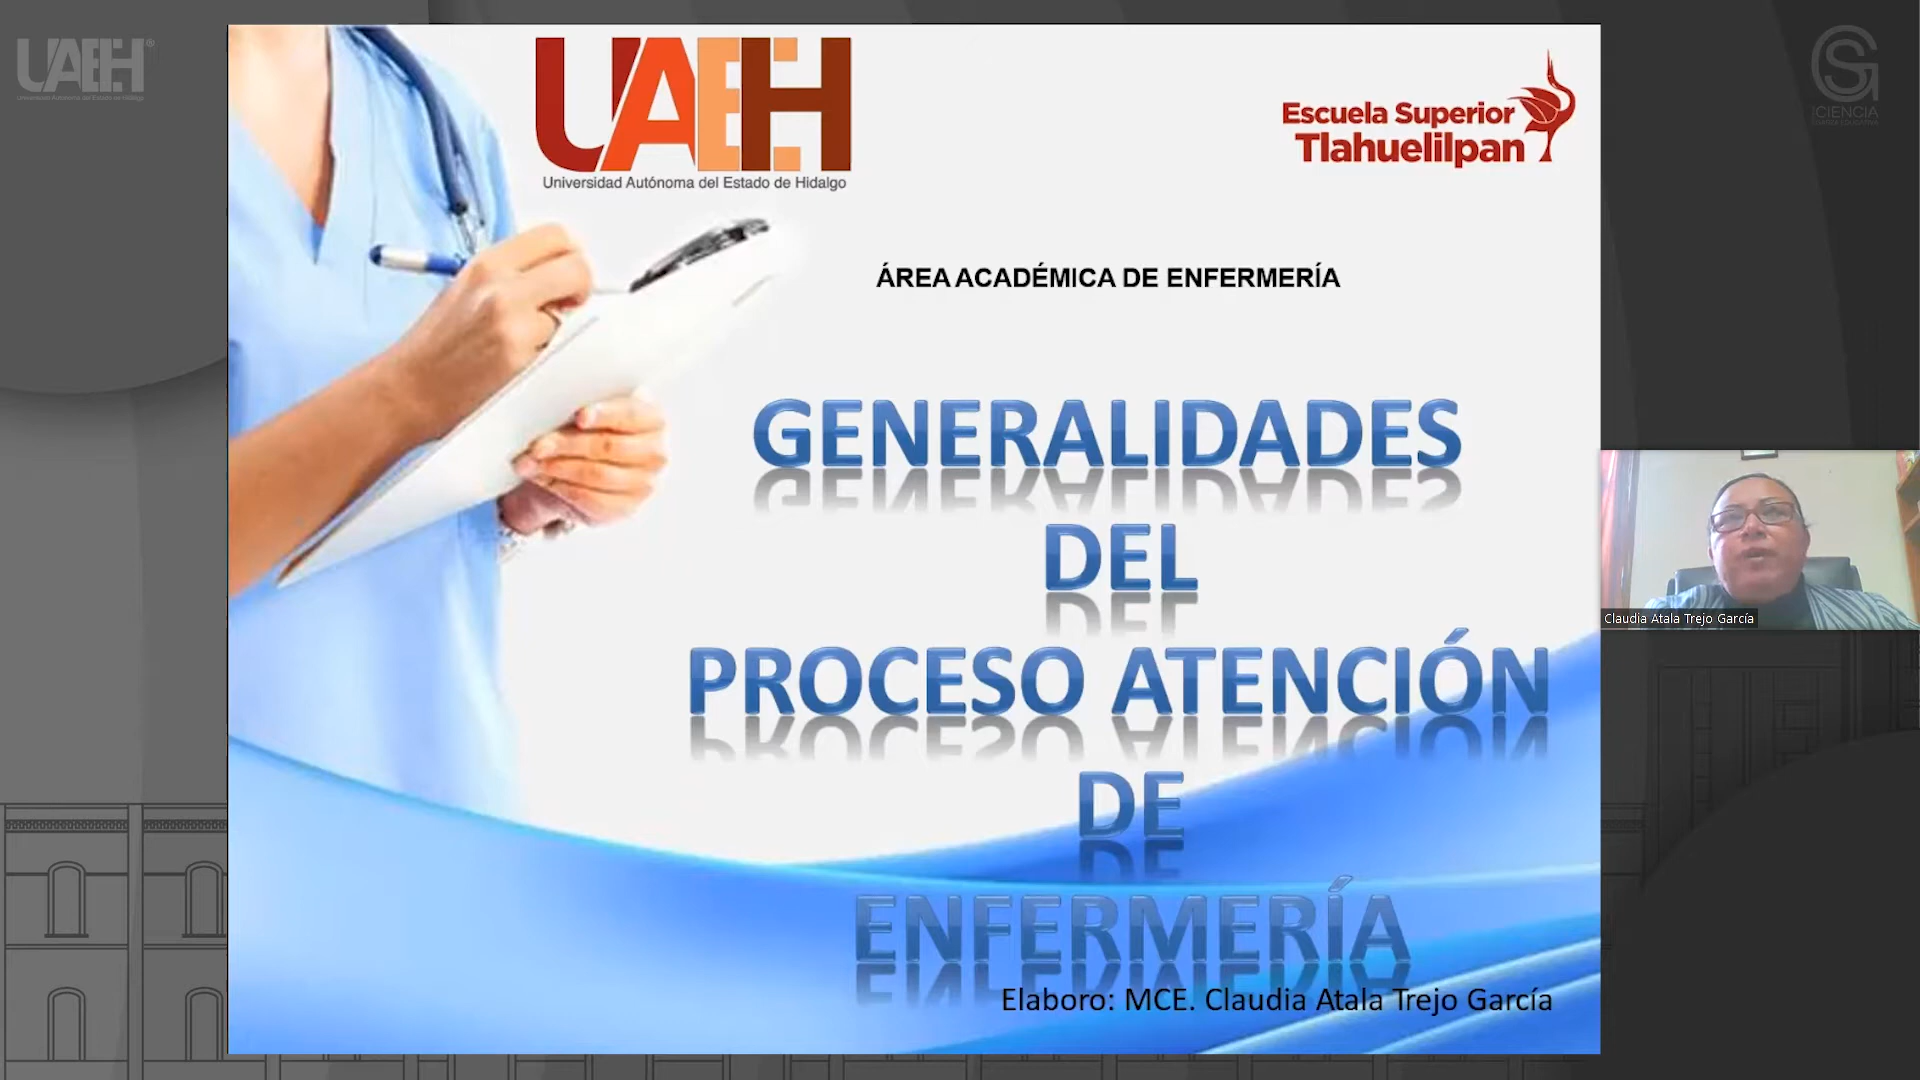 UAEH
UAEH
Universidad Autónoma del Estado de Hidalgo
Escuela Superior
Tlahuelilpan
CIENCIA
ÁREA ACADÉMICA DE ENFERMERÍA
GENERALIDADES
DEL
PROCESO ATENCIÓN
DE
ENFERMERÍA
Elaboro: MCE. Claudia Atala Trejo García
Claudia Atala Trejo García